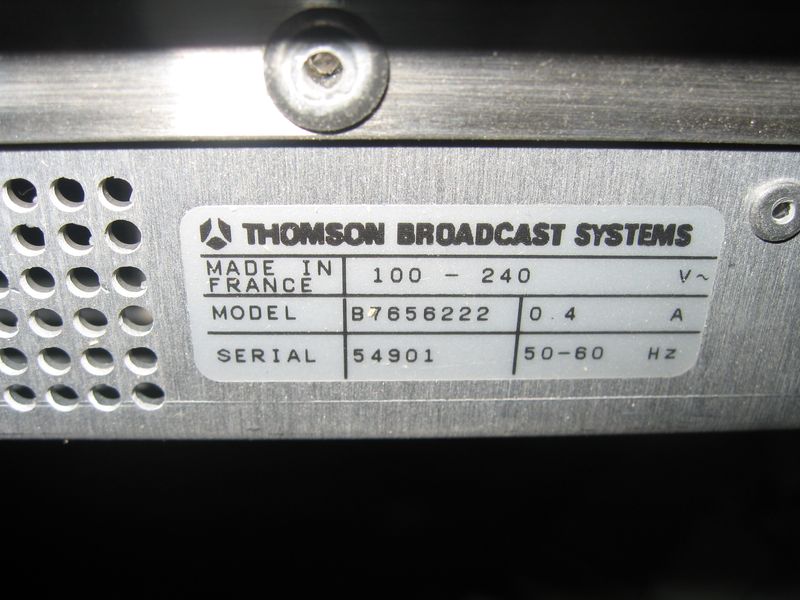 THOMSON BROADCAST SYSTEMS
MADE IN FRANCE 100 - 240 V~
MODEL B7656222 0.4 A
SERIAL 54901 50-60 Hz